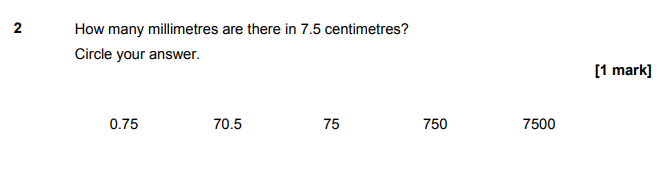 2 How many millimetres are there in 7.5 centimetres?
Circle your answer.
[1 mark]
0.75 70.5 75 750 7500